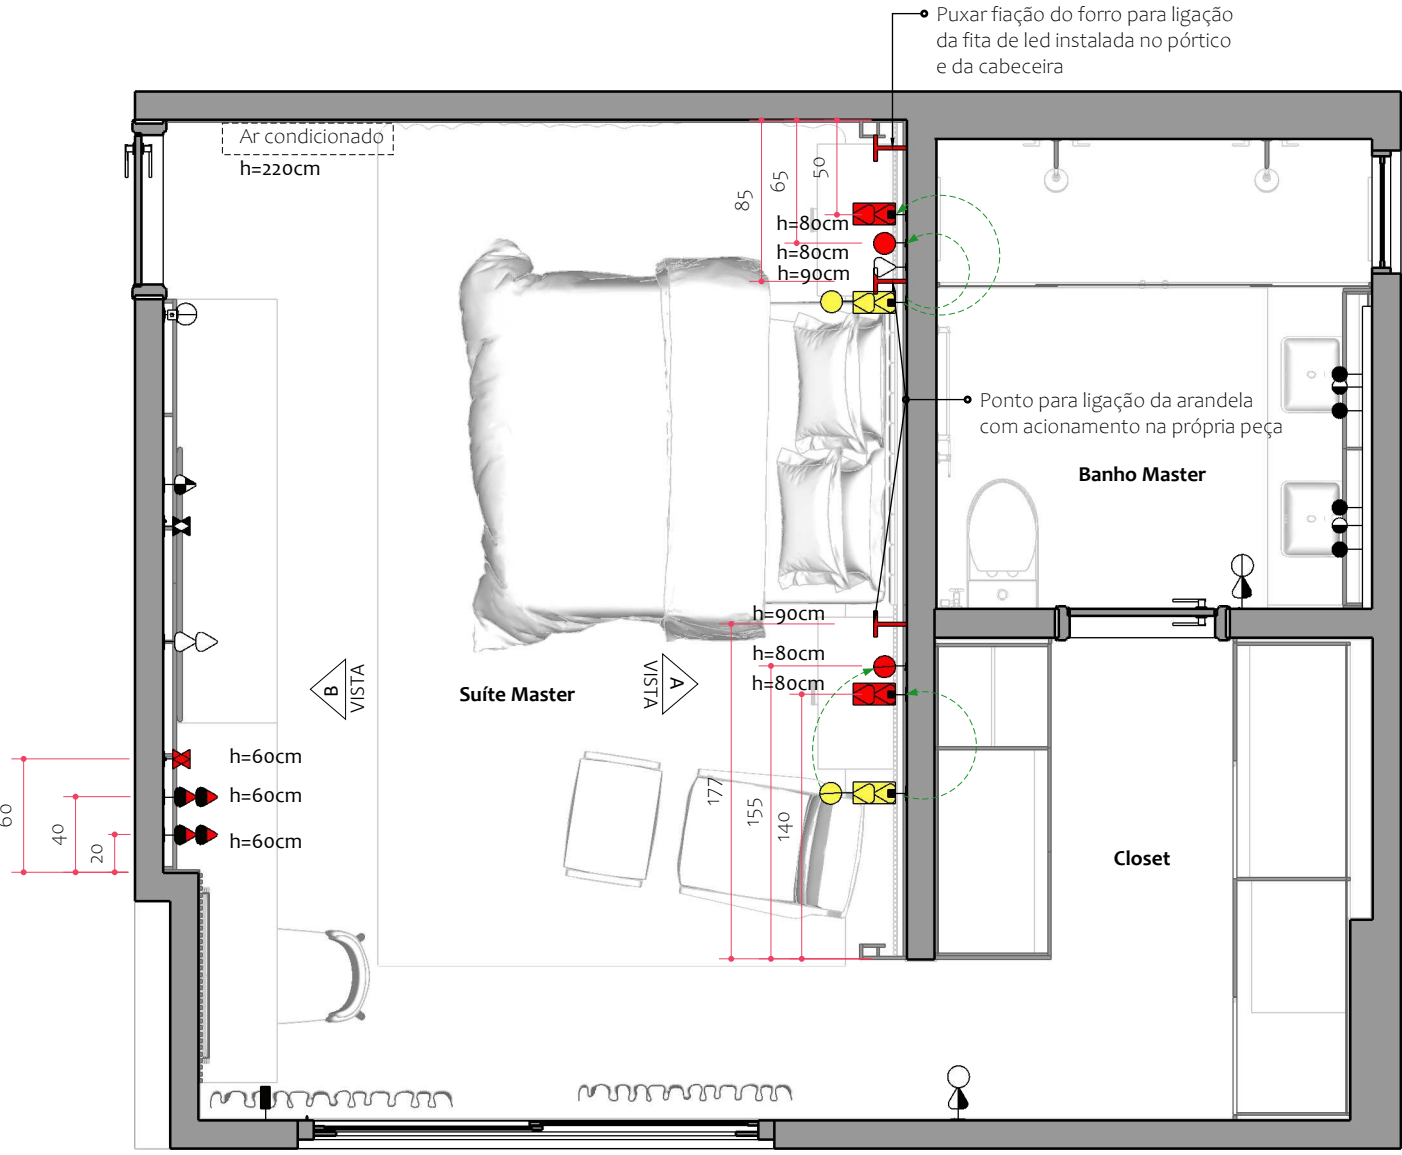 Puxar fiação do forro para ligação
da fita de led instalada no pórtico
e da cabeceira
Ar condicionado
h=220cm
50
65
85
h=80cm
h=80cm
h=90cm
Ponto para ligação da arandela
com acionamento na própria peça
Banho Master
h=90cm
h=80cm
h=80cm
B
VISTA
Suíte Master
VISTA
A
h=60cm
h=60cm
h=60cm
60
40
20
177
155
140
Closet